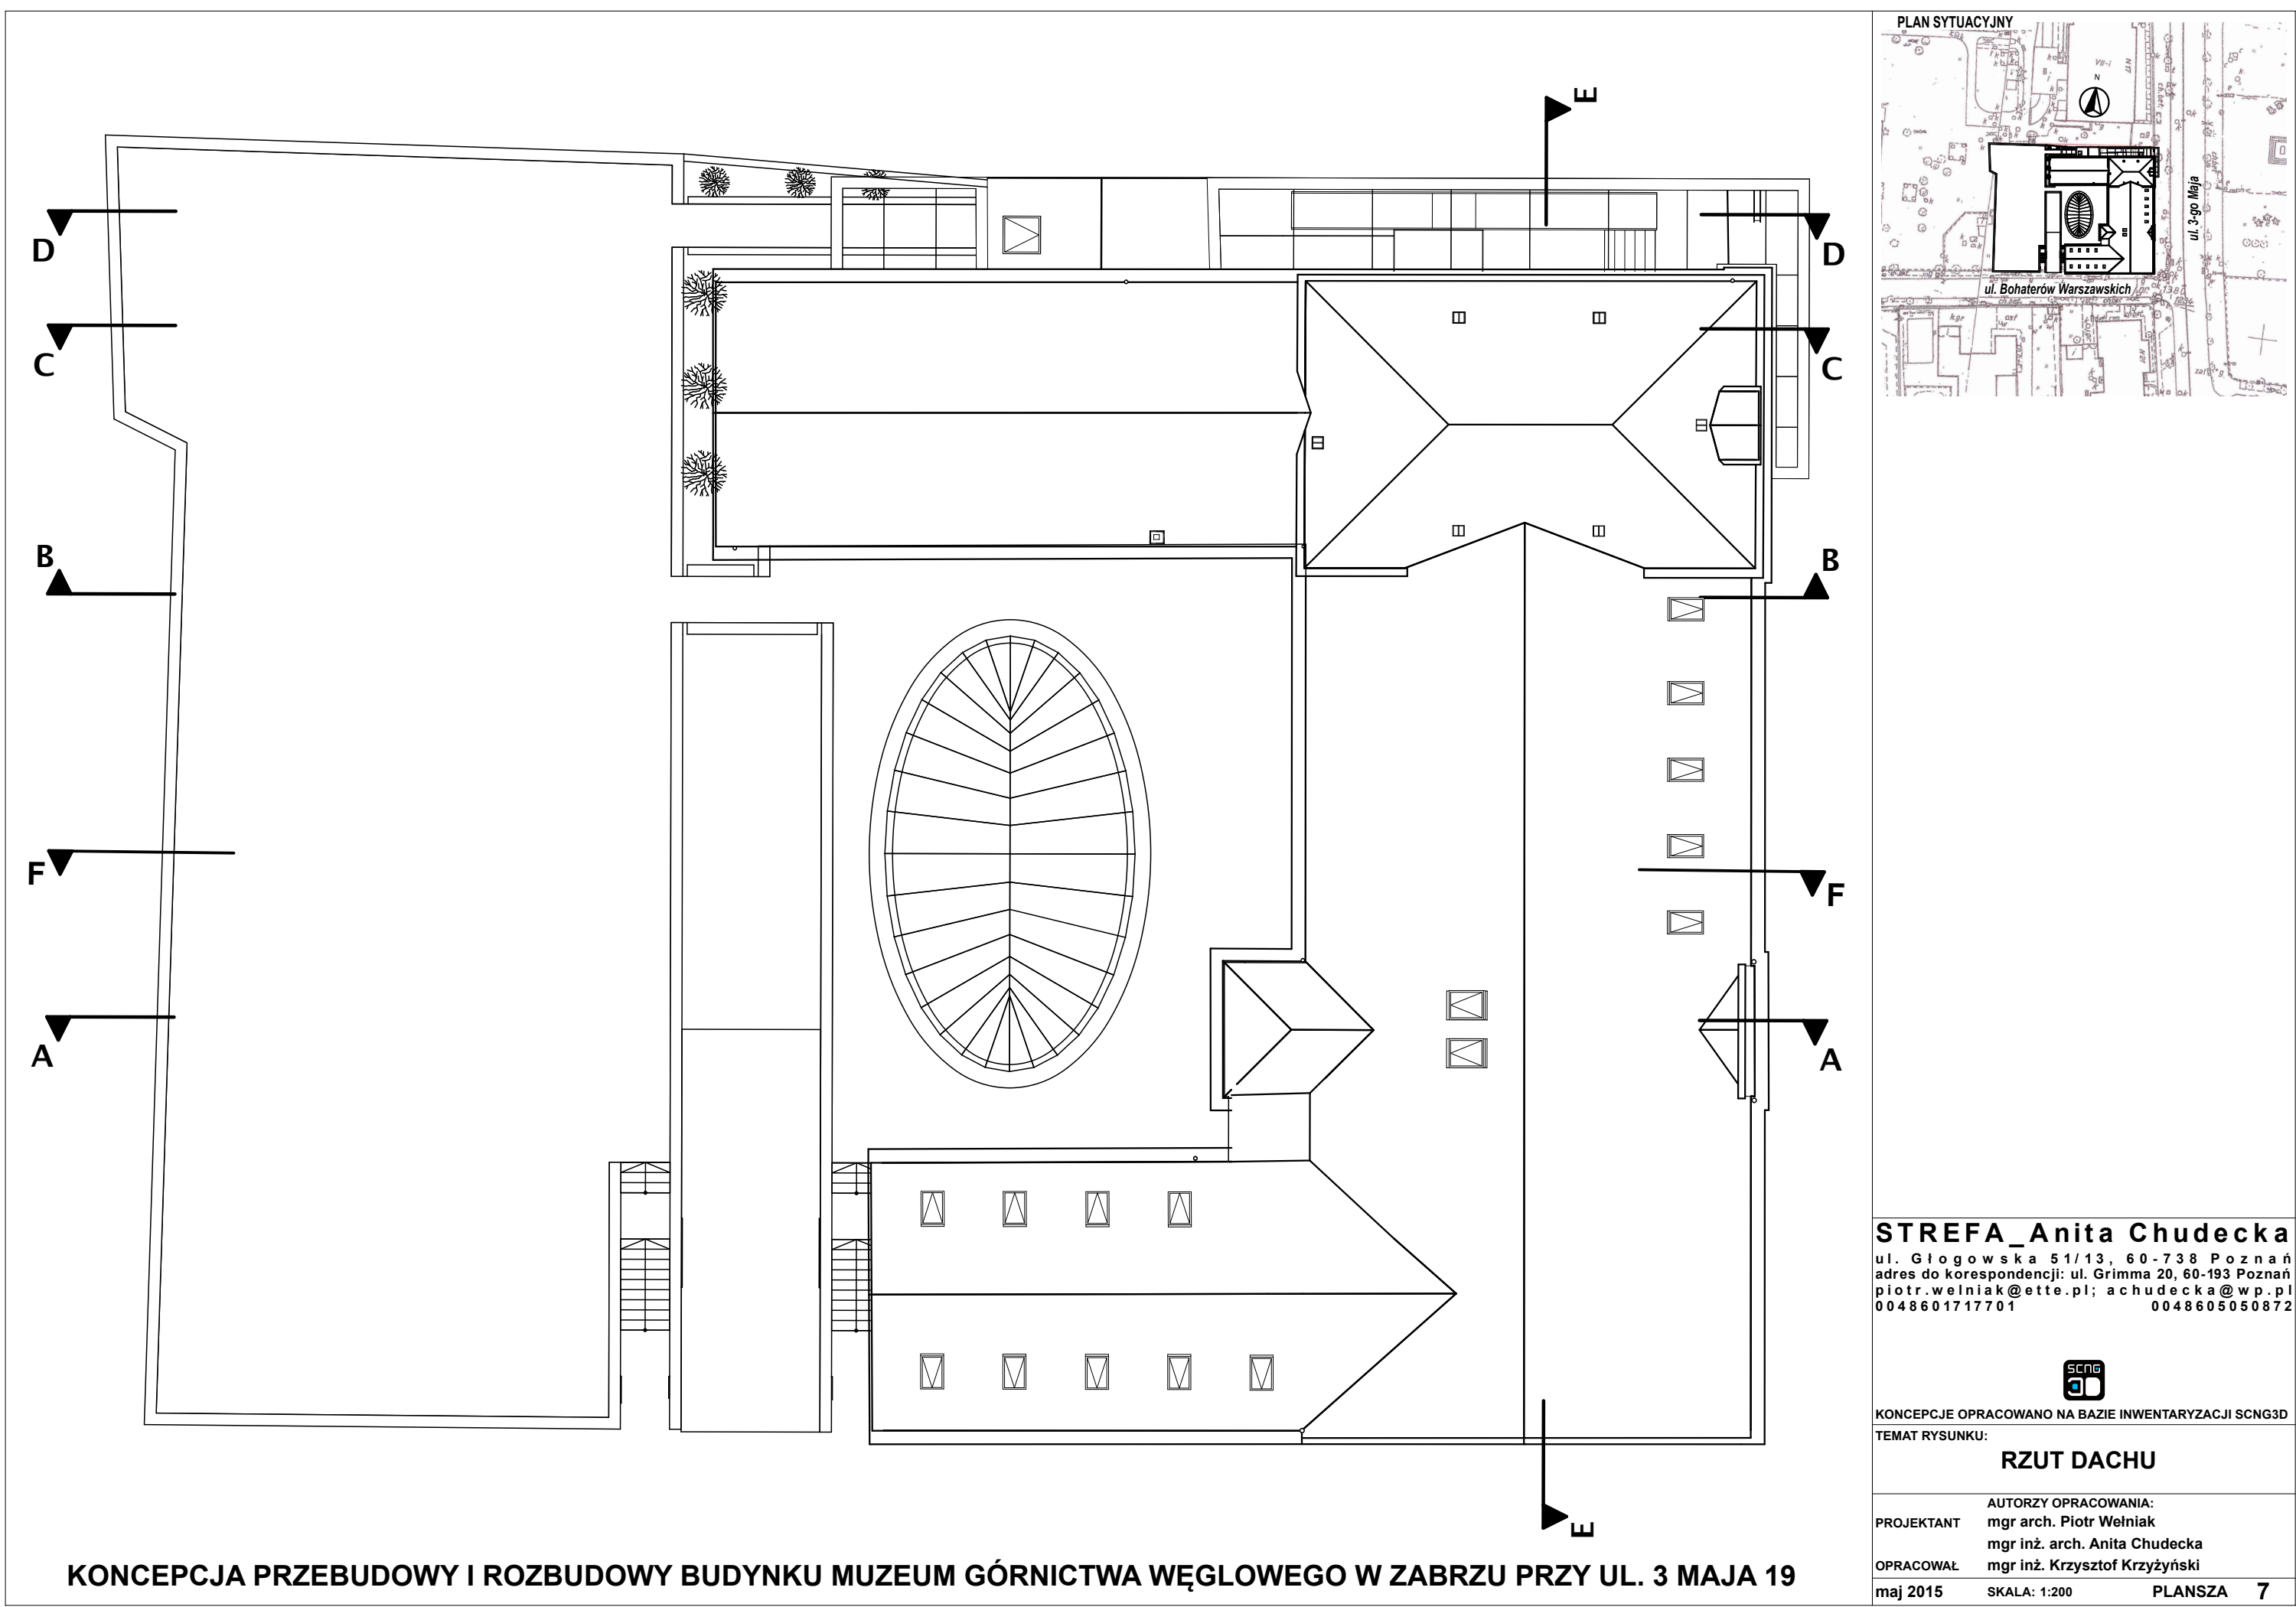 PLAN SYTUACYJNY
N
ul. 3-go Maja
ul. Bohaterów Warszawskich
E
D
D
C
C
B
B
F
F
A
A
E
STREFA_Anita Chudecka
ul. Głogowska 51/13, 60-738 Poznań
adres do korespondencji: ul. Grimma 20, 60-193 Poznań
piotr.welniak@ette.pl; achudecka@wp.pl
0048601717701 0048605050872
SCNG
3D
KONCEPCJE OPRACOWANO NA BAZIE INWENTARYZACJI SCNG3D
TEMAT RYSUNKU:
RZUT DACHU
AUTORZY OPRACOWANIA:
PROJEKTANT mgr arch. Piotr Wełniak
mgr inż. arch. Anita Chudecka
OPRACOWAŁ mgr inż. Krzysztof Krzyżyński
maj 2015 SKALA: 1:200 PLANSZA 7
KONCEPCJA PRZEBUDOWY I ROZBUDOWY BUDYNKU MUZEUM GÓRNICTWA WĘGLOWEGO W ZABRZU PRZY UL. 3 MAJA 19